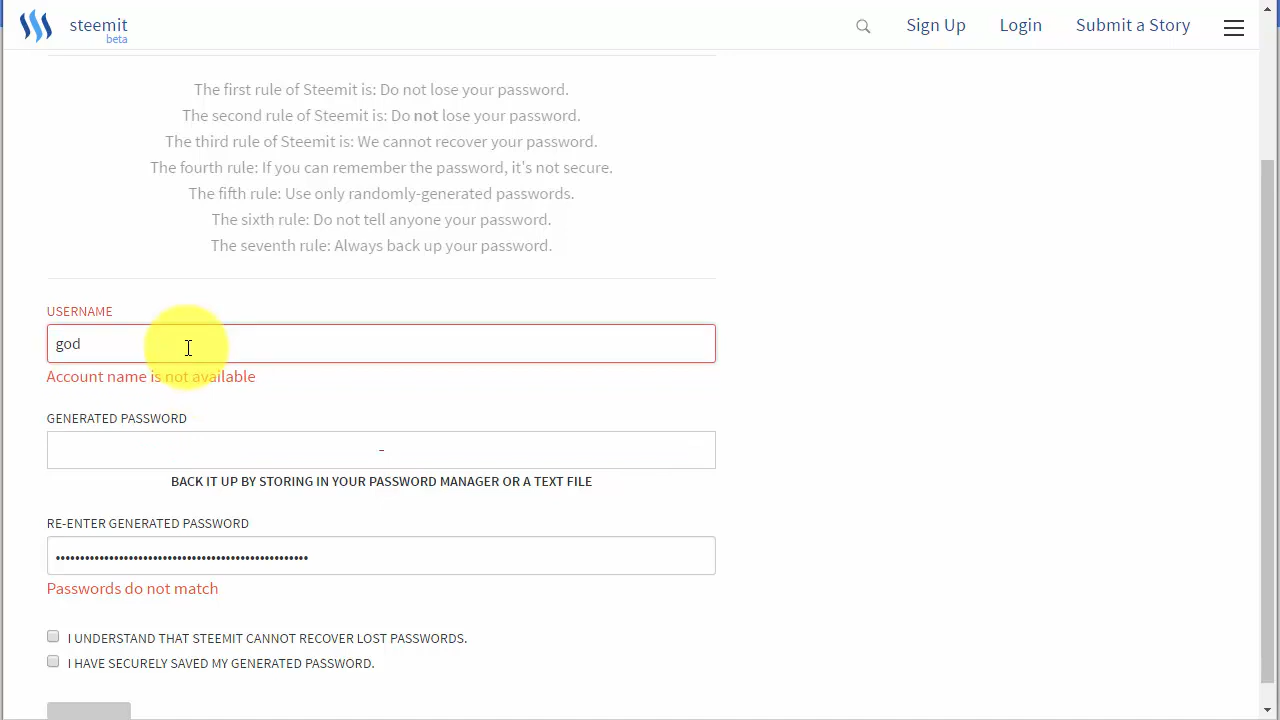 steemit
beta
Sign Up
Login
Submit a Story
The first rule of Steemit is: Do not lose your password.
The second rule of Steemit is: Do not lose your password.
The third rule of Steemit is: We cannot recover your password.
The fourth rule: If you can remember the password, it's not secure.
The fifth rule: Use only randomly-generated passwords.
The sixth rule: Do not tell anyone your password.
The seventh rule: Always back up your password.
USERNAME
god
Account name is not available
GENERATED PASSWORD
-
BACK IT UP BY STORING IN YOUR PASSWORD MANAGER OR A TEXT FILE
RE-ENTER GENERATED PASSWORD
••••••••••••••••••••••••••••••••••••••••••••••••••••
Passwords do not match
I UNDERSTAND THAT STEEMIT CANNOT RECOVER LOST PASSWORDS.
I HAVE SECURELY SAVED MY GENERATED PASSWORD.